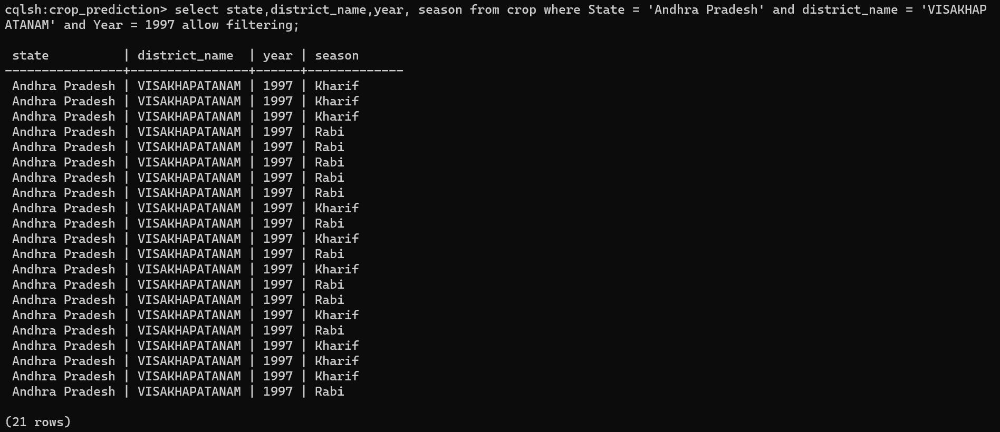 cqlsh:crop_prediction> select state,district_name,year, season from crop where State = 'Andhra Pradesh' and district_name = 'VISAKHAP
ATANAM' and Year = 1997 allow filtering;
 state          | district_name  | year | season
----------------+----------------+------+-------------
 Andhra Pradesh | VISAKHAPATANAM | 1997 | Kharif
 Andhra Pradesh | VISAKHAPATANAM | 1997 | Kharif
 Andhra Pradesh | VISAKHAPATANAM | 1997 | Kharif
 Andhra Pradesh | VISAKHAPATANAM | 1997 | Rabi
 Andhra Pradesh | VISAKHAPATANAM | 1997 | Rabi
 Andhra Pradesh | VISAKHAPATANAM | 1997 | Rabi
 Andhra Pradesh | VISAKHAPATANAM | 1997 | Rabi
 Andhra Pradesh | VISAKHAPATANAM | 1997 | Rabi
 Andhra Pradesh | VISAKHAPATANAM | 1997 | Kharif
 Andhra Pradesh | VISAKHAPATANAM | 1997 | Rabi
 Andhra Pradesh | VISAKHAPATANAM | 1997 | Kharif
 Andhra Pradesh | VISAKHAPATANAM | 1997 | Rabi
 Andhra Pradesh | VISAKHAPATANAM | 1997 | Kharif
 Andhra Pradesh | VISAKHAPATANAM | 1997 | Rabi
 Andhra Pradesh | VISAKHAPATANAM | 1997 | Rabi
 Andhra Pradesh | VISAKHAPATANAM | 1997 | Kharif
 Andhra Pradesh | VISAKHAPATANAM | 1997 | Rabi
 Andhra Pradesh | VISAKHAPATANAM | 1997 | Kharif
 Andhra Pradesh | VISAKHAPATANAM | 1997 | Kharif
 Andhra Pradesh | VISAKHAPATANAM | 1997 | Kharif
 Andhra Pradesh | VISAKHAPATANAM | 1997 | Rabi
(21 rows)